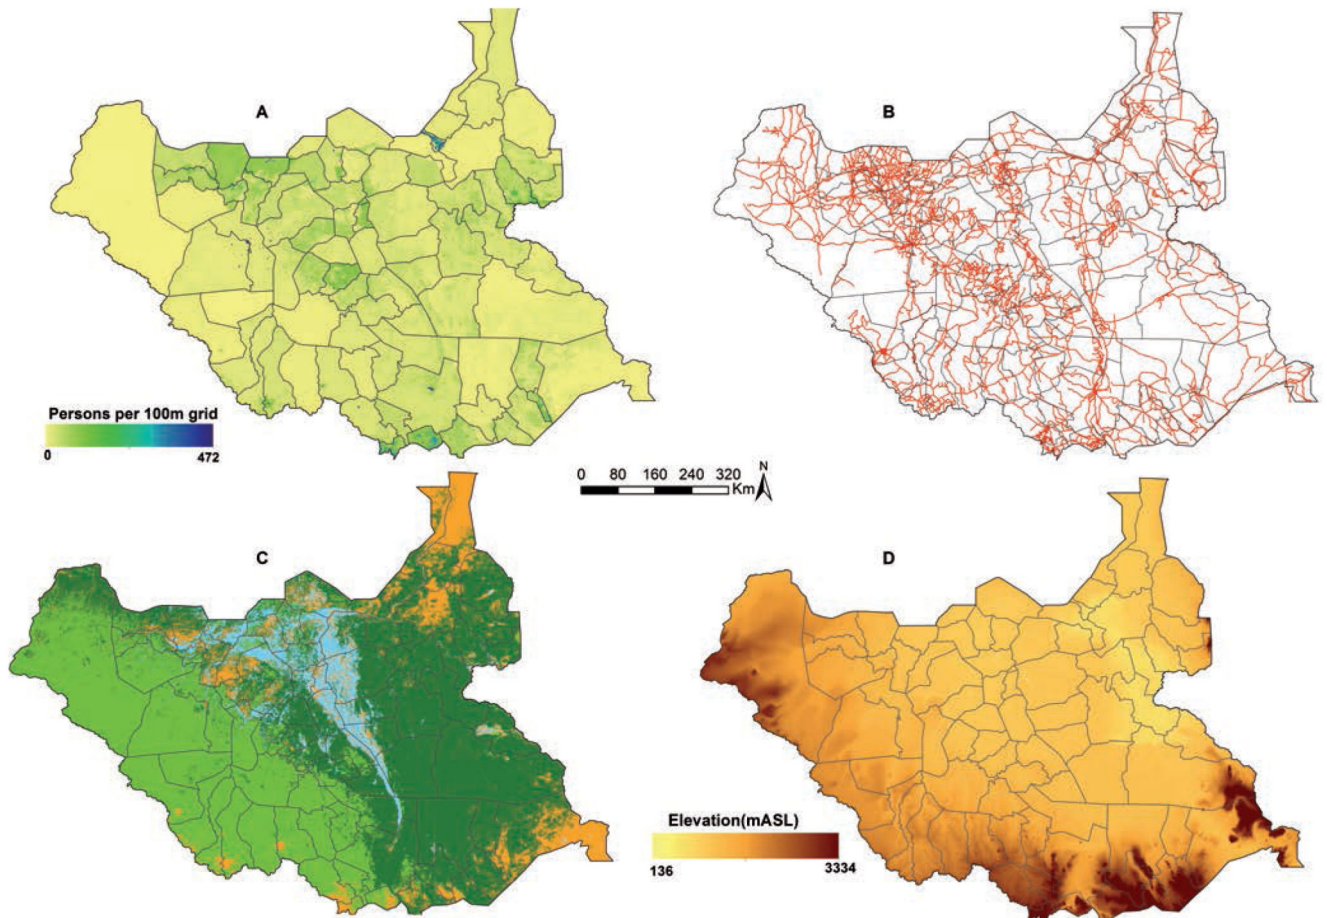 A
B
Persons per 100m grid
0
472
0 80 160 240 320
Km
N
C
D
Elevation(mASL)
136
3334